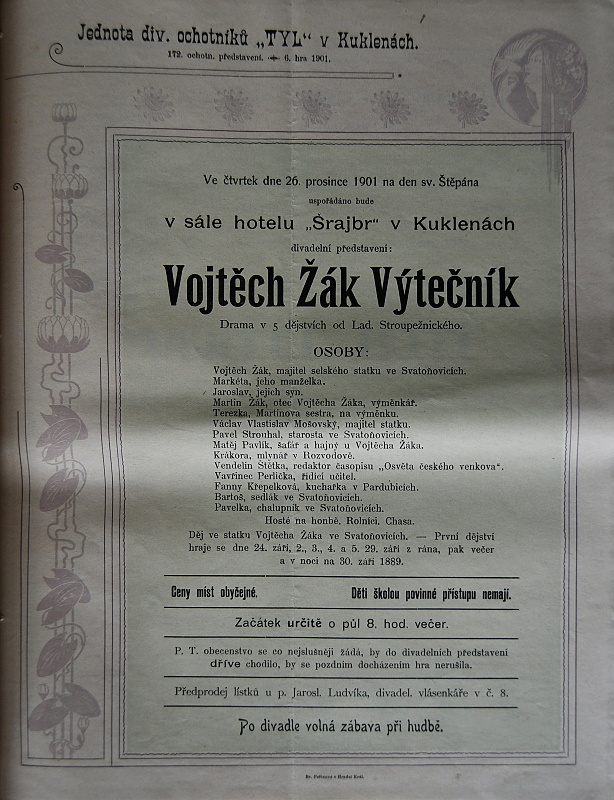 Jednota div. ochotníků „TYL“ v Kuklenách.
172. ochotn. představení. 6. hra 1901.
Ve čtvrtek dne 26. prosince 1901 na den sv. Štěpána
uspořádáno bude
v sále hotelu „Šrajbr“ v Kuklenách
divadelní představení:
Vojtěch Žák Výtečník
Drama v 5 dějstvích od Lad. Stroupežnického.
OSOBY:
Vojtěch Žák, majitel selského statku ve Svatoňovicích.
Markéta, jeho manželka.
Jaroslav, jejich syn.
Martin Žák, otec Vojtěcha Žáka, výměnkář.
Terezka, Martinova sestra, na výměnku.
Václav Vlastislav Mošovský, majitel statku.
Pavel Strouhal, starosta ve Svatoňovicích.
Matěj Pavlík, šafář a hajný u Vojtěcha Žáka.
Krákora, mlynář v Rozvodově.
Vendelín Štětka, redaktor časopisu „Osvěta českého venkova“.
Vavřinec Perlička, řídící učitel.
Fanny Křepelková, kuchařka v Pardubicích.
Bartoš, sedlák ve Svatoňovicích.
Pavelka, chalupník ve Svatoňovicích.
Hosté na honbě, Rolníci, Chasa.
Děj ve statku Vojtěcha Žáka ve Svatoňovicích. — První dějství
hraje se dne 24. září, 2., 3., 4. a 5. 29. září z rána, pak večer
a v noci na 30. září 1889.
Ceny míst obyčejné. Děti školou povinné přístupu nemají.
Začátek určitě o půl 8. hod. večer.
P. T. obecenstvo se co nejslušněji žádá, by do divadelních představení
dříve chodilo, by se pozdním docházením hra nerušila.
Předprodej lístků u p. Jarosl. Ludvíka, divadel. vlásenkáře v č. 8.
Po divadle volná zábava při hudbě.